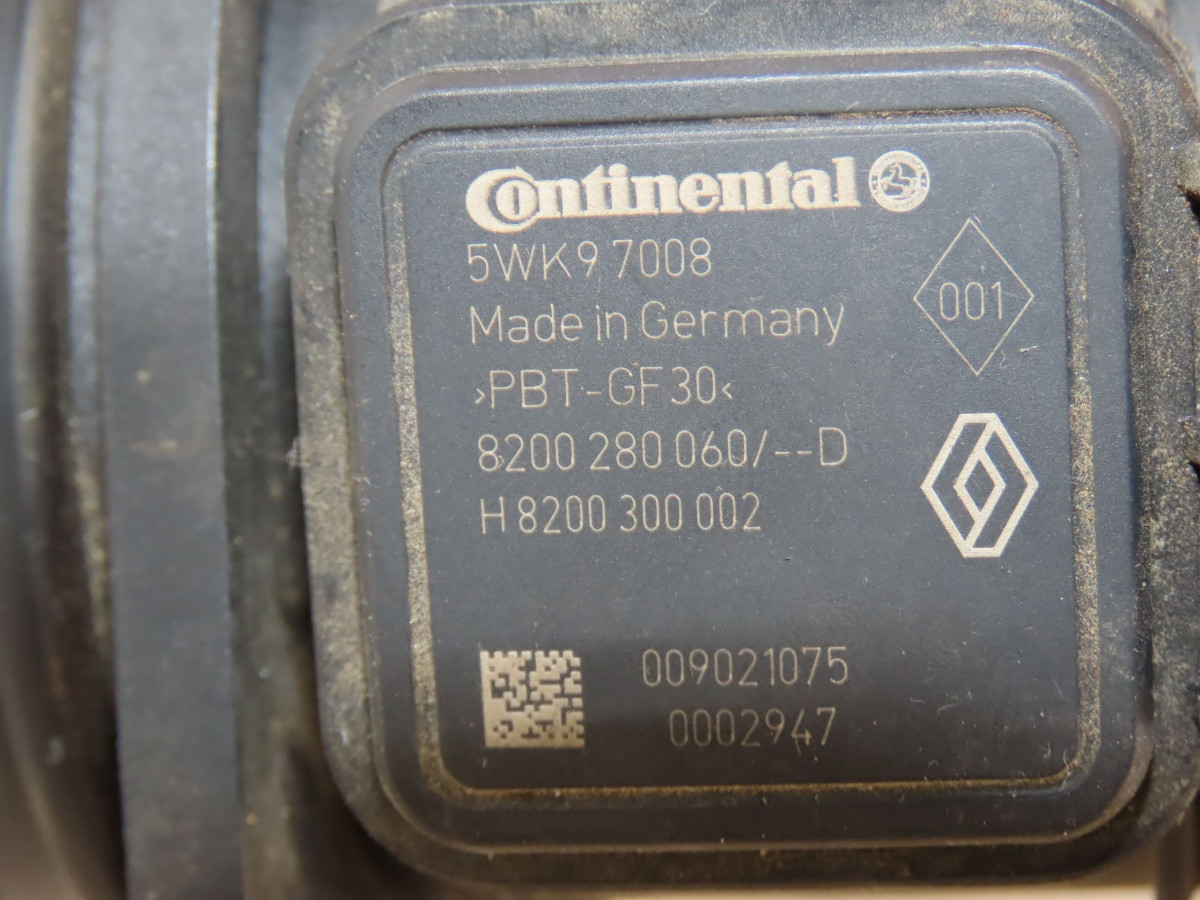 Continental
5WK9 7008
001
Made in Germany
>PBT-GF30<
8200 280 060/--D
H 8200 300 002
009021075
0002947